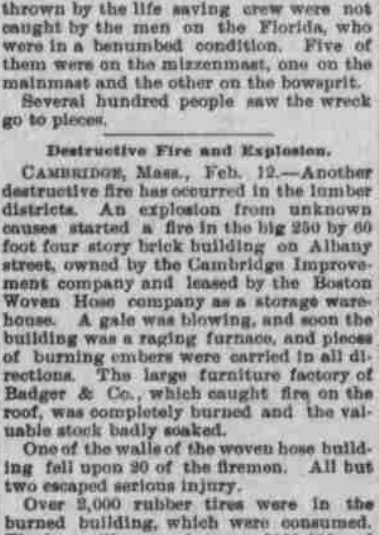 thrown by the life saving crew were not
caught by the men on the Florida, who
were in a benumbed condition. Five of
them were on the mizzenmast, one on the
mainmast and the other on the bowsprit.
Several hundred people saw the wreck
go to pieces.
Destructive Fire and Explosion.
CAMBRIDGE, Mass., Feb. 12.—Another
destructive fire has occurred in the lumber
districts. An explosion from unknown
causes started a fire in the big 250 by 60
foot four story brick building on Albany
street, owned by the Cambridge Improve-
ment company and leased by the Boston
Woven Hose company as a storage ware-
house. A gale was blowing, and soon the
building was a raging furnace, and pieces
of burning embers were carried in all di-
rections. The large furniture factory of
Badger & Co., which caught fire on the
roof, was completely burned and the val-
uable stock badly soaked.
One of the walls of the woven hose build-
ing fell upon 20 of the firemen. All but
two escaped serious injury.
Over 2,000 rubber tires were in the
burned building, which were consumed.